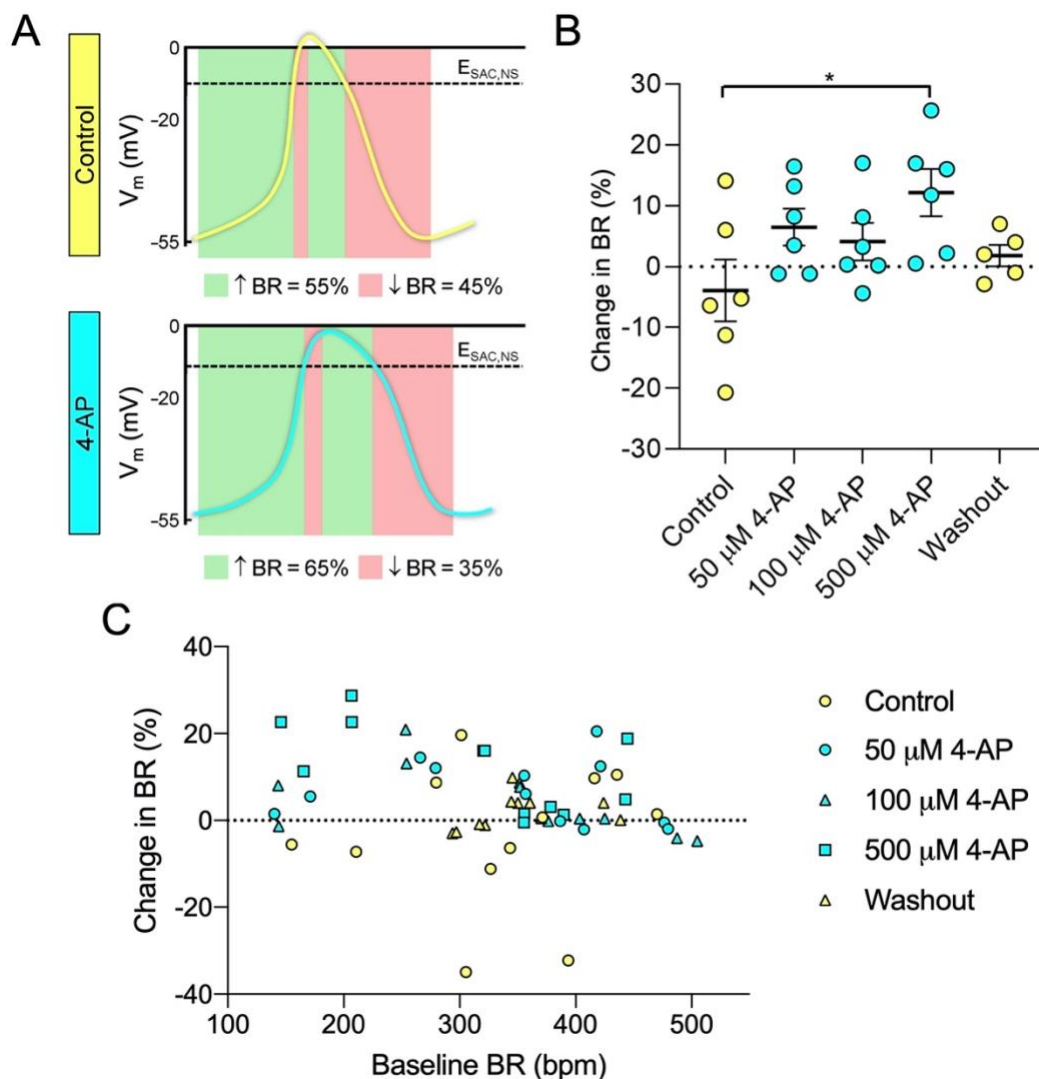 A
Control
V_m (mV)
0
–20
–55
E_SAC,NS
↑ BR = 55% ↓ BR = 45%
4-AP
V_m (mV)
0
–20
–55
E_SAC,NS
↑ BR = 65% ↓ BR = 35%
B
Change in BR (%)
30
20
10
0
-10
-20
-30
*
Control
50 μM 4-AP
100 μM 4-AP
500 μM 4-AP
Washout
C
Change in BR (%)
40
20
0
-20
-40
100 200 300 400 500
Baseline BR (bpm)
Control
50 μM 4-AP
100 μM 4-AP
500 μM 4-AP
Washout